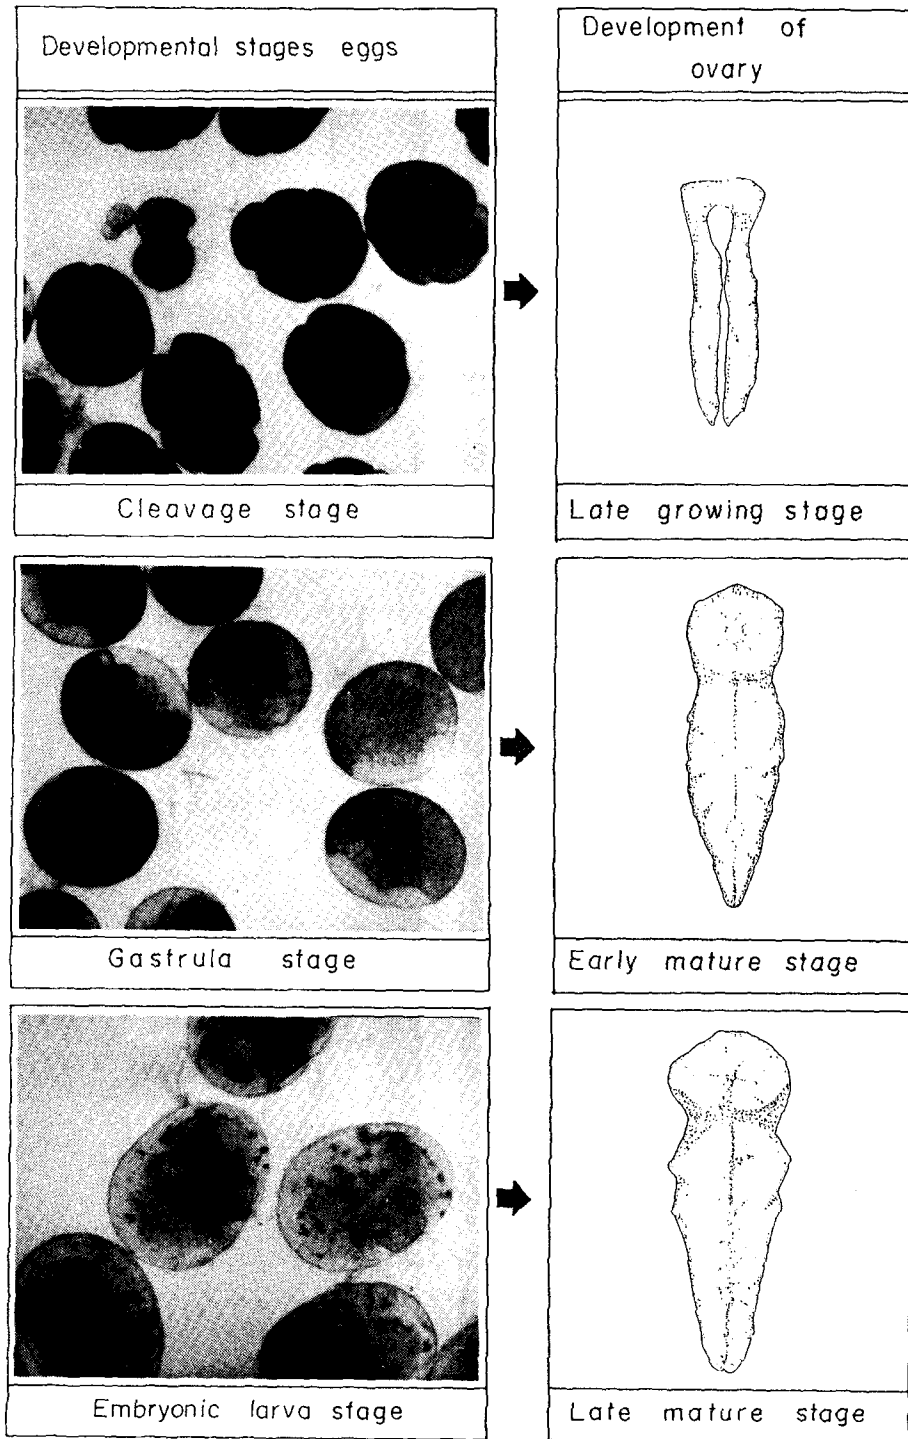 Developmental stages eggs
Development of
ovary
Cleavage stage
Late growing stage
Gastrula stage
Early mature stage
Embryonic larva stage
Late mature stage